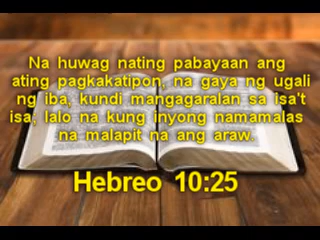 Na huwag nating pabayaan ang
ating pagkakatipon, na gaya ng ugali
ng iba, kundi mangagaralan sa isa't
isa, lalo na kung inyong namamalas
na malapit na ang araw.
Hebreo 10:25